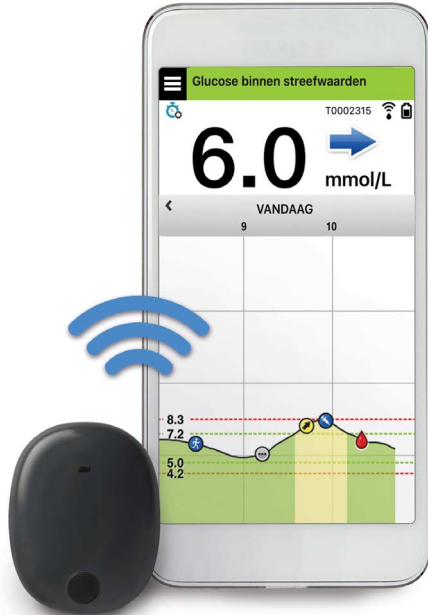 Glucose binnen streefwaarden
T0002315
6.0
mmol/L
VANDAAG
9 10
8.3
7.2
5.0
4.2